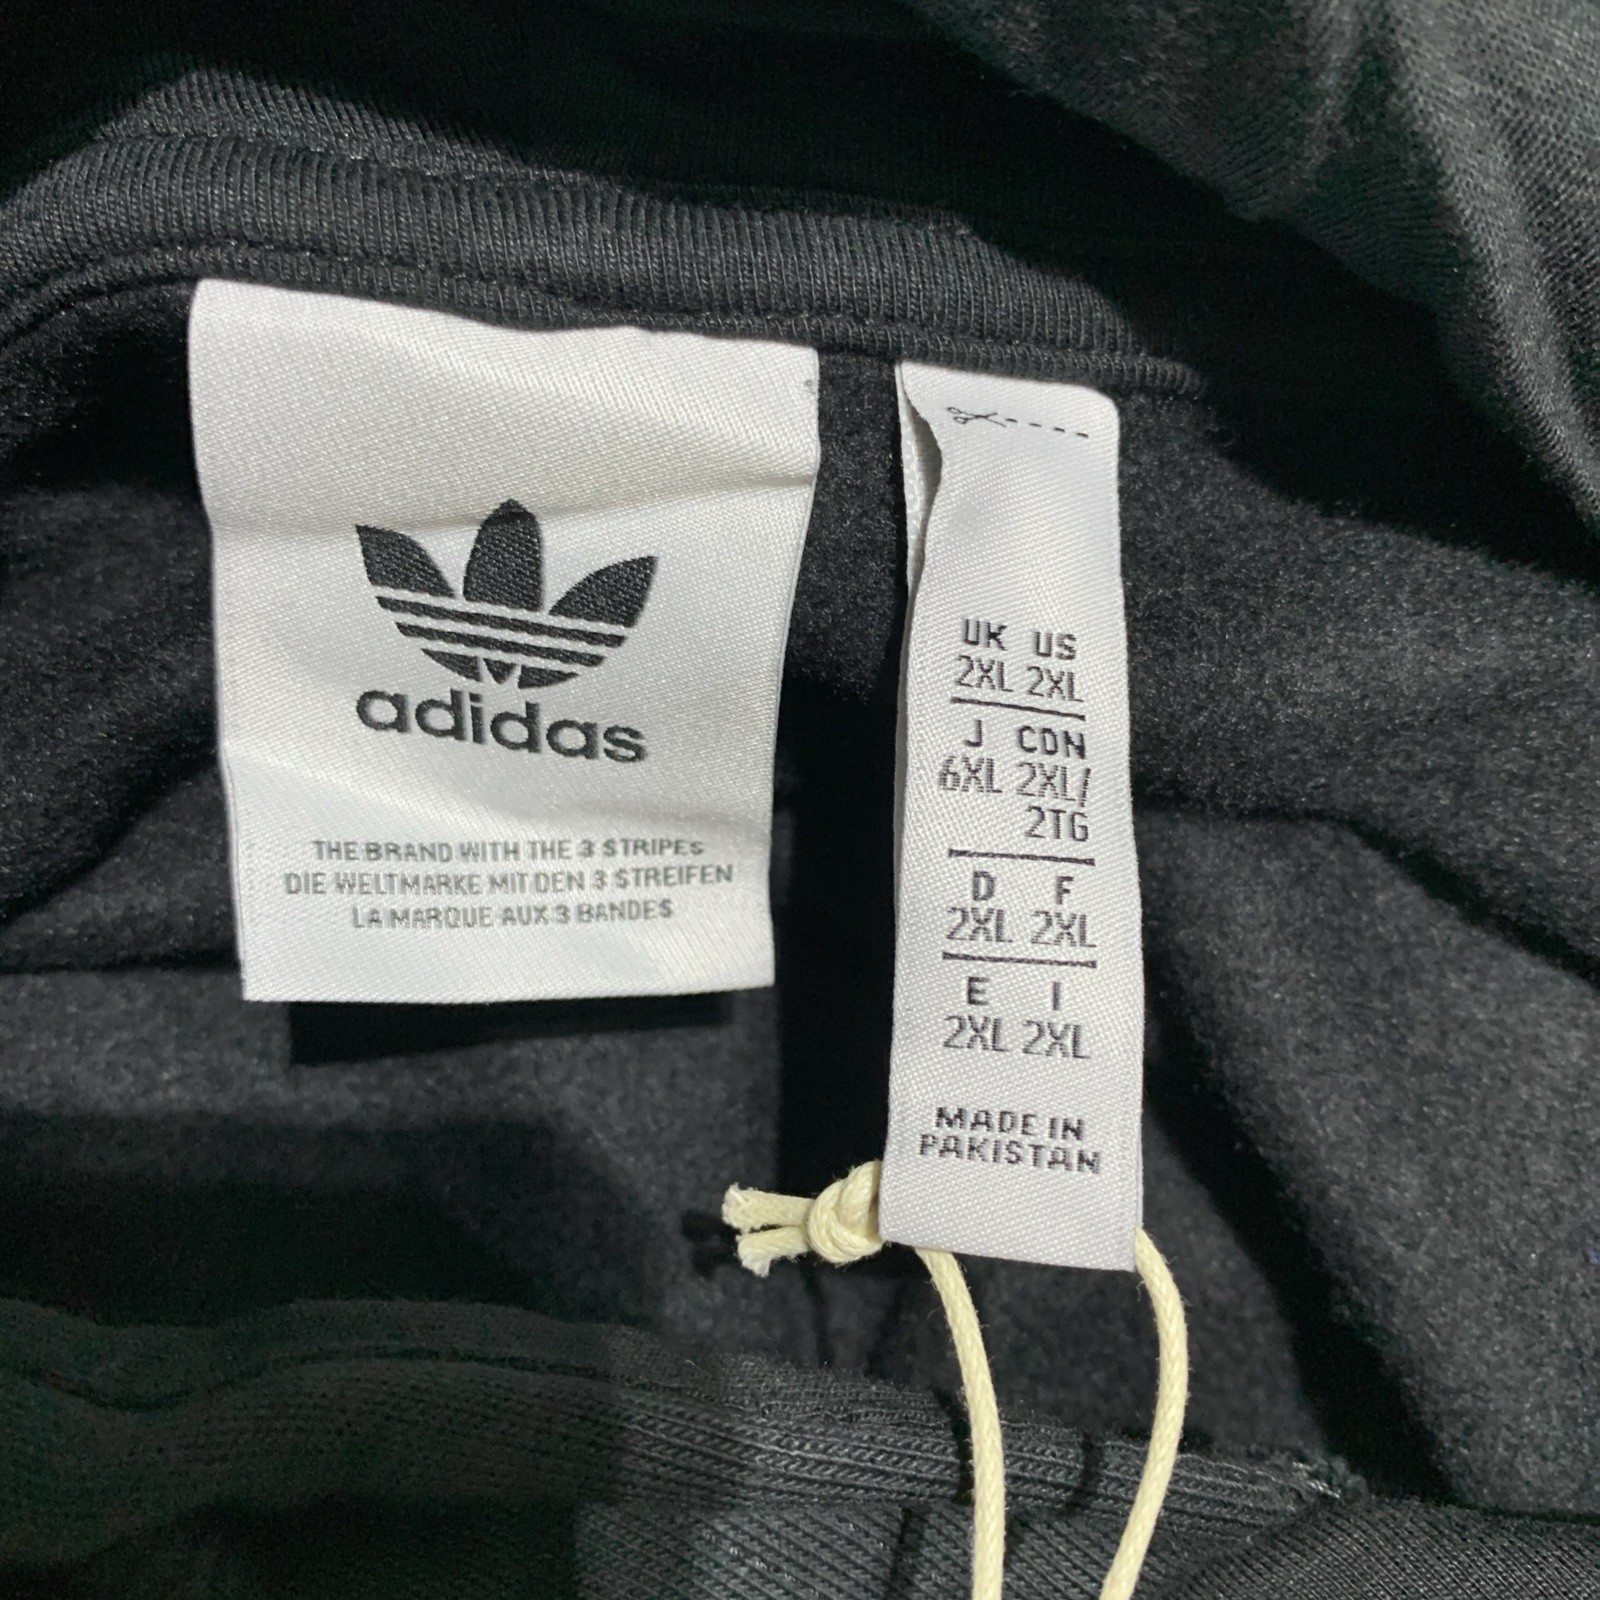 adidas
THE BRAND WITH THE 3 STRIPES
DIE WELTMARKE MIT DEN 3 STREIFEN
LA MARQUE AUX 3 BANDES
UK US
2XL 2XL
J CDN
6XL 2XL/
2TG
D F
2XL 2XL
E I
2XL 2XL
MADE IN
PAKISTAN